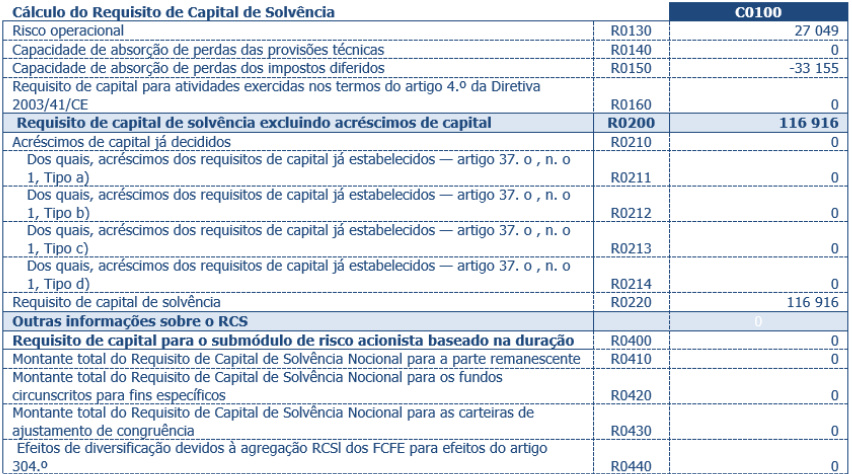 Cálculo do Requisito de Capital de Solvência C0100
Risco operacional R0130 27 049
Capacidade de absorção de perdas das provisões técnicas R0140 0
Capacidade de absorção de perdas dos impostos diferidos R0150 -33 155
Requisito de capital para atividades exercidas nos termos do artigo 4.º da Diretiva
2003/41/CE R0160 0
Requisito de capital de solvência excluindo acréscimos de capital R0200 116 916
Acréscimos de capital já decididos R0210 0
Dos quais, acréscimos dos requisitos de capital já estabelecidos — artigo 37. o , n. o
1, Tipo a) R0211 0
Dos quais, acréscimos dos requisitos de capital já estabelecidos — artigo 37. o , n. o
1, Tipo b) R0212 0
Dos quais, acréscimos dos requisitos de capital já estabelecidos — artigo 37. o , n. o
1, Tipo c) R0213 0
Dos quais, acréscimos dos requisitos de capital já estabelecidos — artigo 37. o , n. o
1, Tipo d) R0214 0
Requisito de capital de solvência R0220 116 916
Outras informações sobre o RCS 0
Requisito de capital para o submódulo de risco acionista baseado na duração R0400 0
Montante total do Requisito de Capital de Solvência Nocional para a parte remanescente R0410 0
Montante total do Requisito de Capital de Solvência Nocional para os fundos
circunscritos para fins específicos R0420 0
Montante total do Requisito de Capital de Solvência Nocional para as carteiras de
ajustamento de congruência R0430 0
Efeitos de diversificação devidos à agregação RCSl dos FCFE para efeitos do artigo
304.º R0440 0